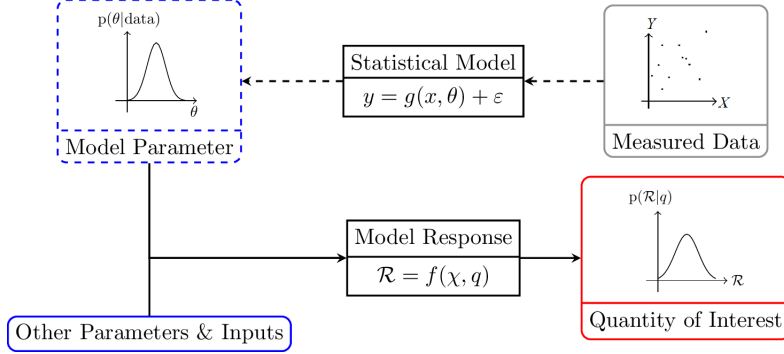 p(θ|data)
θ
Model Parameter
Statistical Model
y = g(x, θ) + ε
Y
X
Measured Data
Model Response
ℛ = f(χ, q)
p(ℛ|q)
ℛ
Quantity of Interest
Other Parameters & Inputs